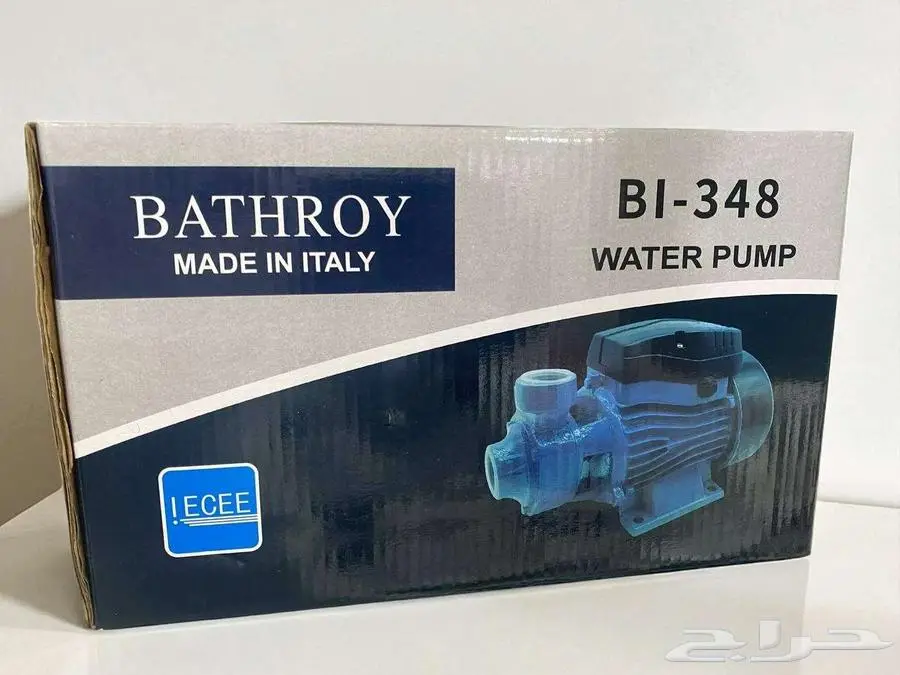 BATHROY
MADE IN ITALY
BI-348
WATER PUMP
IECEE
حراج